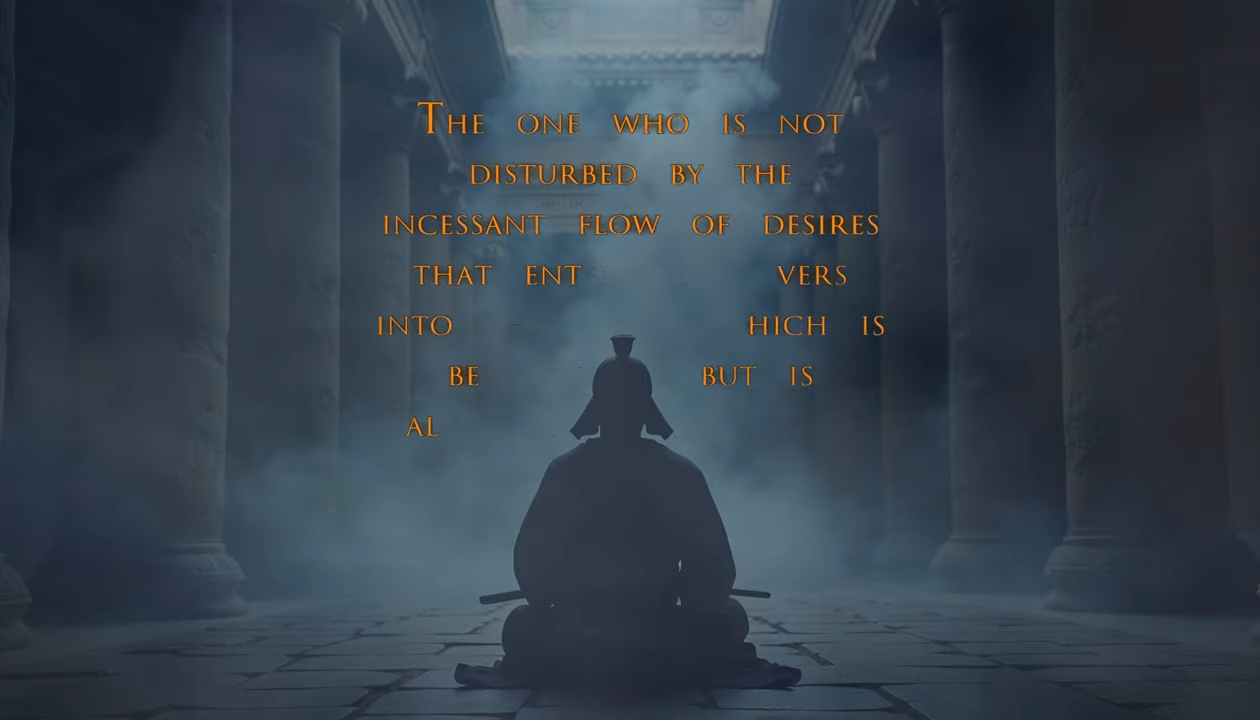 The one who is not
disturbed by the
incessant flow of desires
that ent vers
into hich is
be but is
al